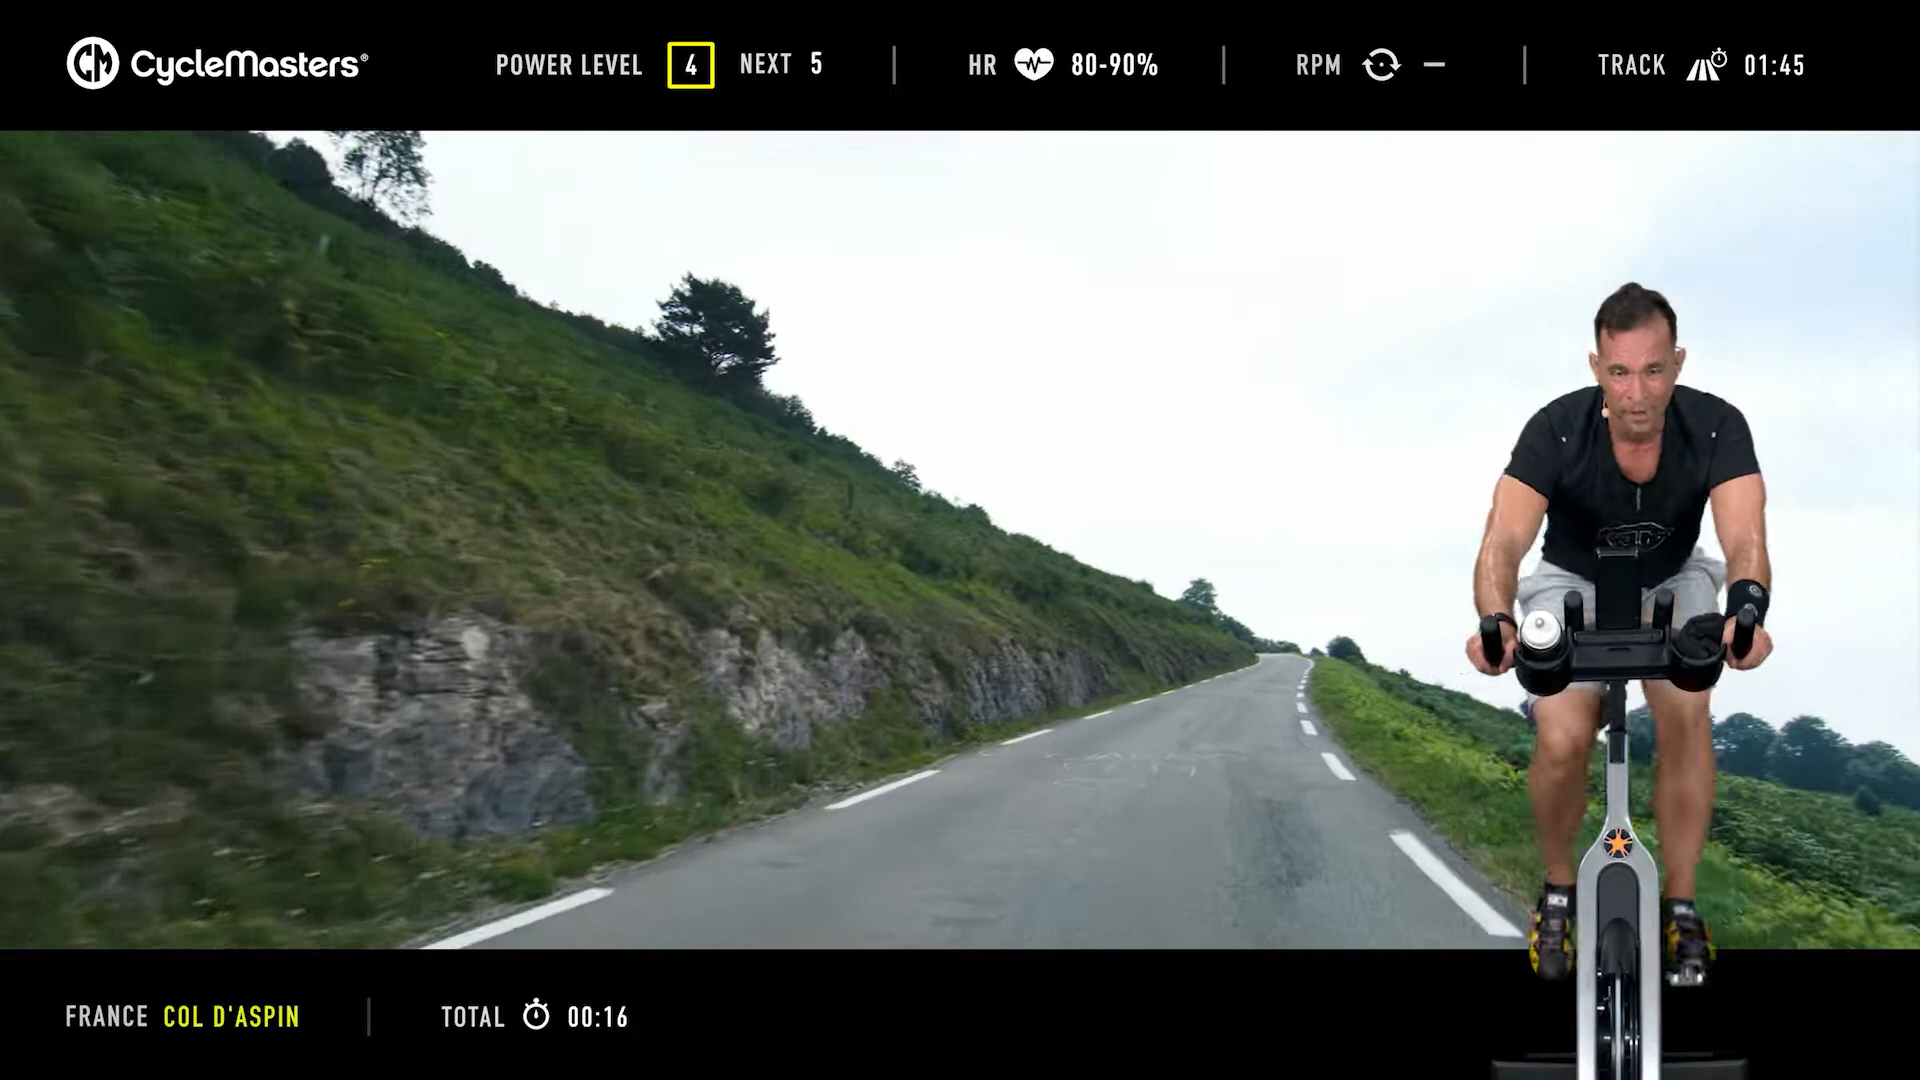 CM CycleMasters®
POWER LEVEL 4 NEXT 5
HR 80-90%
RPM –
TRACK 01:45
FRANCE COL D'ASPIN
TOTAL 00:16